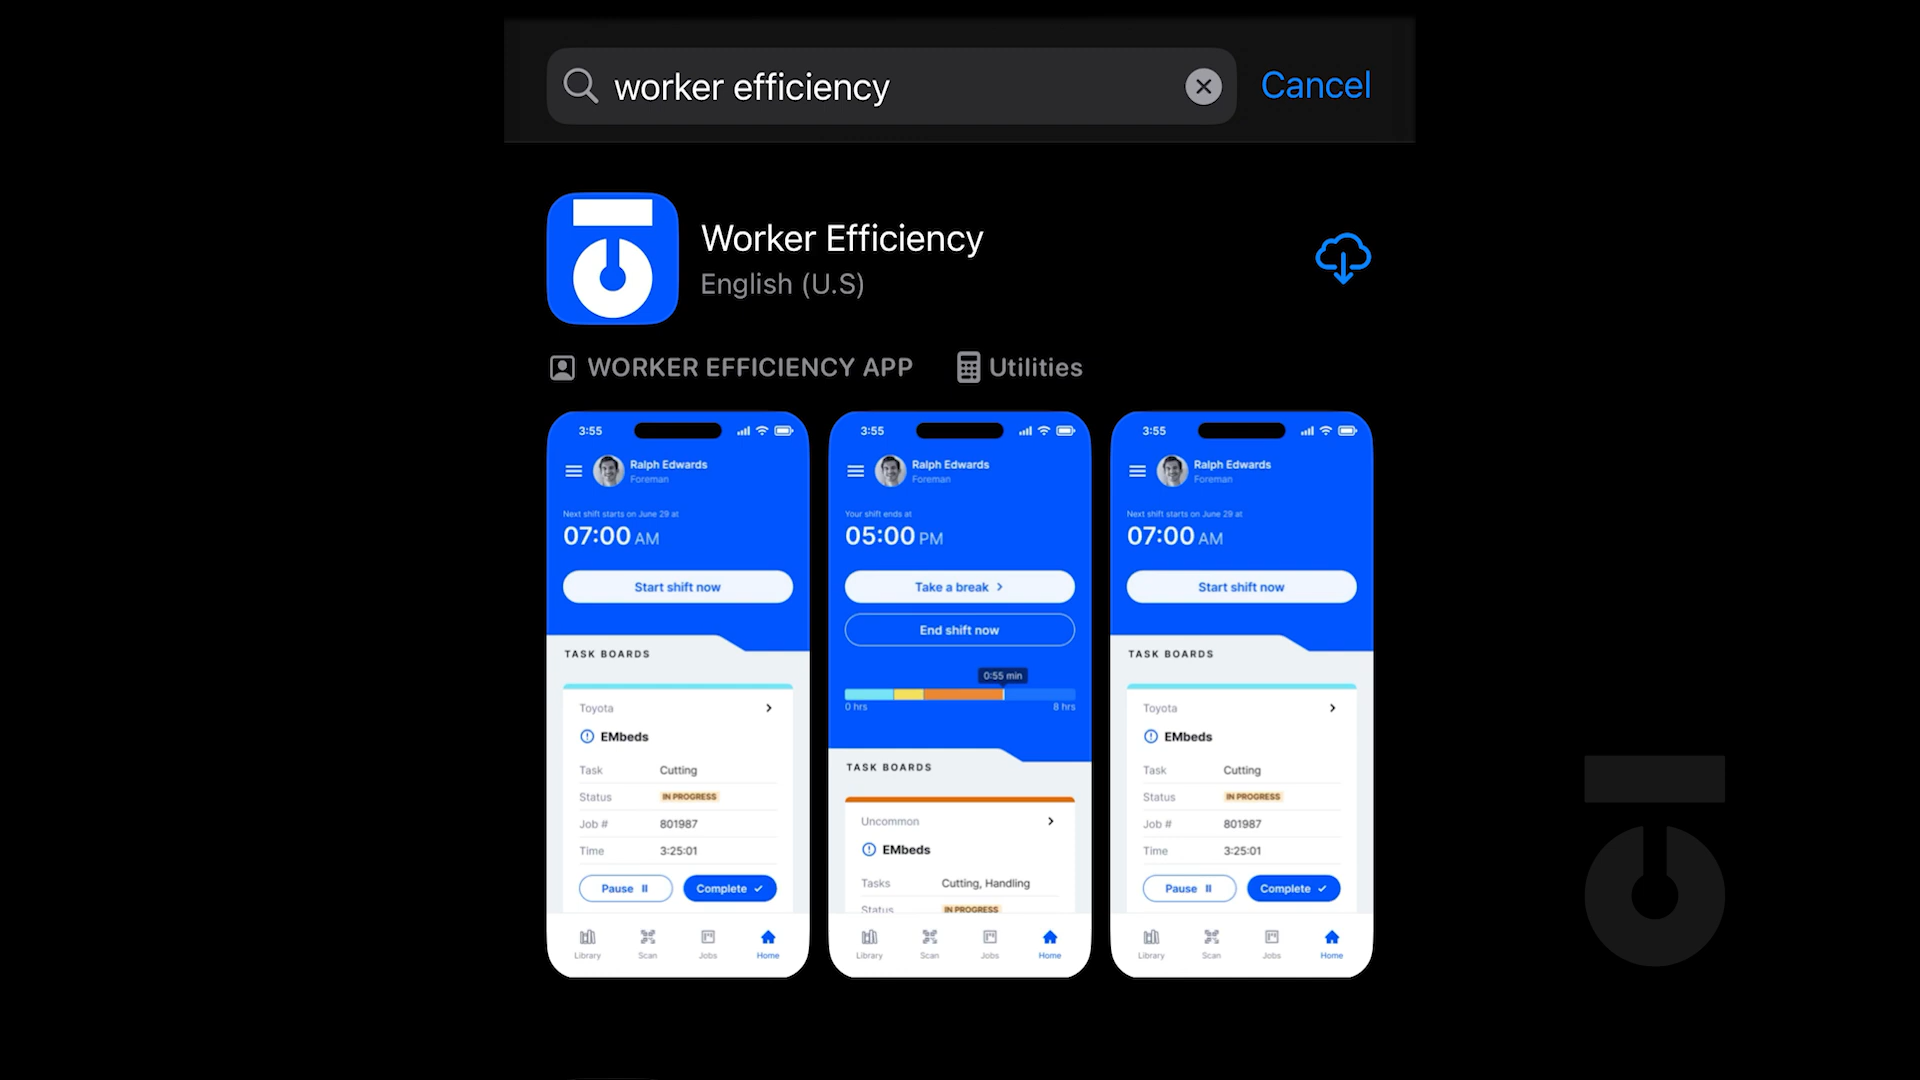 worker efficiency
Cancel
Worker Efficiency
English (U.S)
WORKER EFFICIENCY APP
Utilities
3:55
Ralph Edwards
Foreman
Next shift starts on June 29 at
07:00 AM
Start shift now
TASK BOARDS
Toyota
EMbeds
Task Cutting
Status IN PROGRESS
Job # 801987
Time 3:25:01
Pause
Complete
Library
Scan
Jobs
Home
3:55
Ralph Edwards
Foreman
Your shift ends at
05:00 PM
Take a break
End shift now
0:55 min
0 hrs
8 hrs
TASK BOARDS
Uncommon
EMbeds
Tasks Cutting, Handling
Status IN PROGRESS
Library
Scan
Jobs
Home
3:55
Ralph Edwards
Foreman
Next shift starts on June 29 at
07:00 AM
Start shift now
TASK BOARDS
Toyota
EMbeds
Task Cutting
Status IN PROGRESS
Job # 801987
Time 3:25:01
Pause
Complete
Library
Scan
Jobs
Home